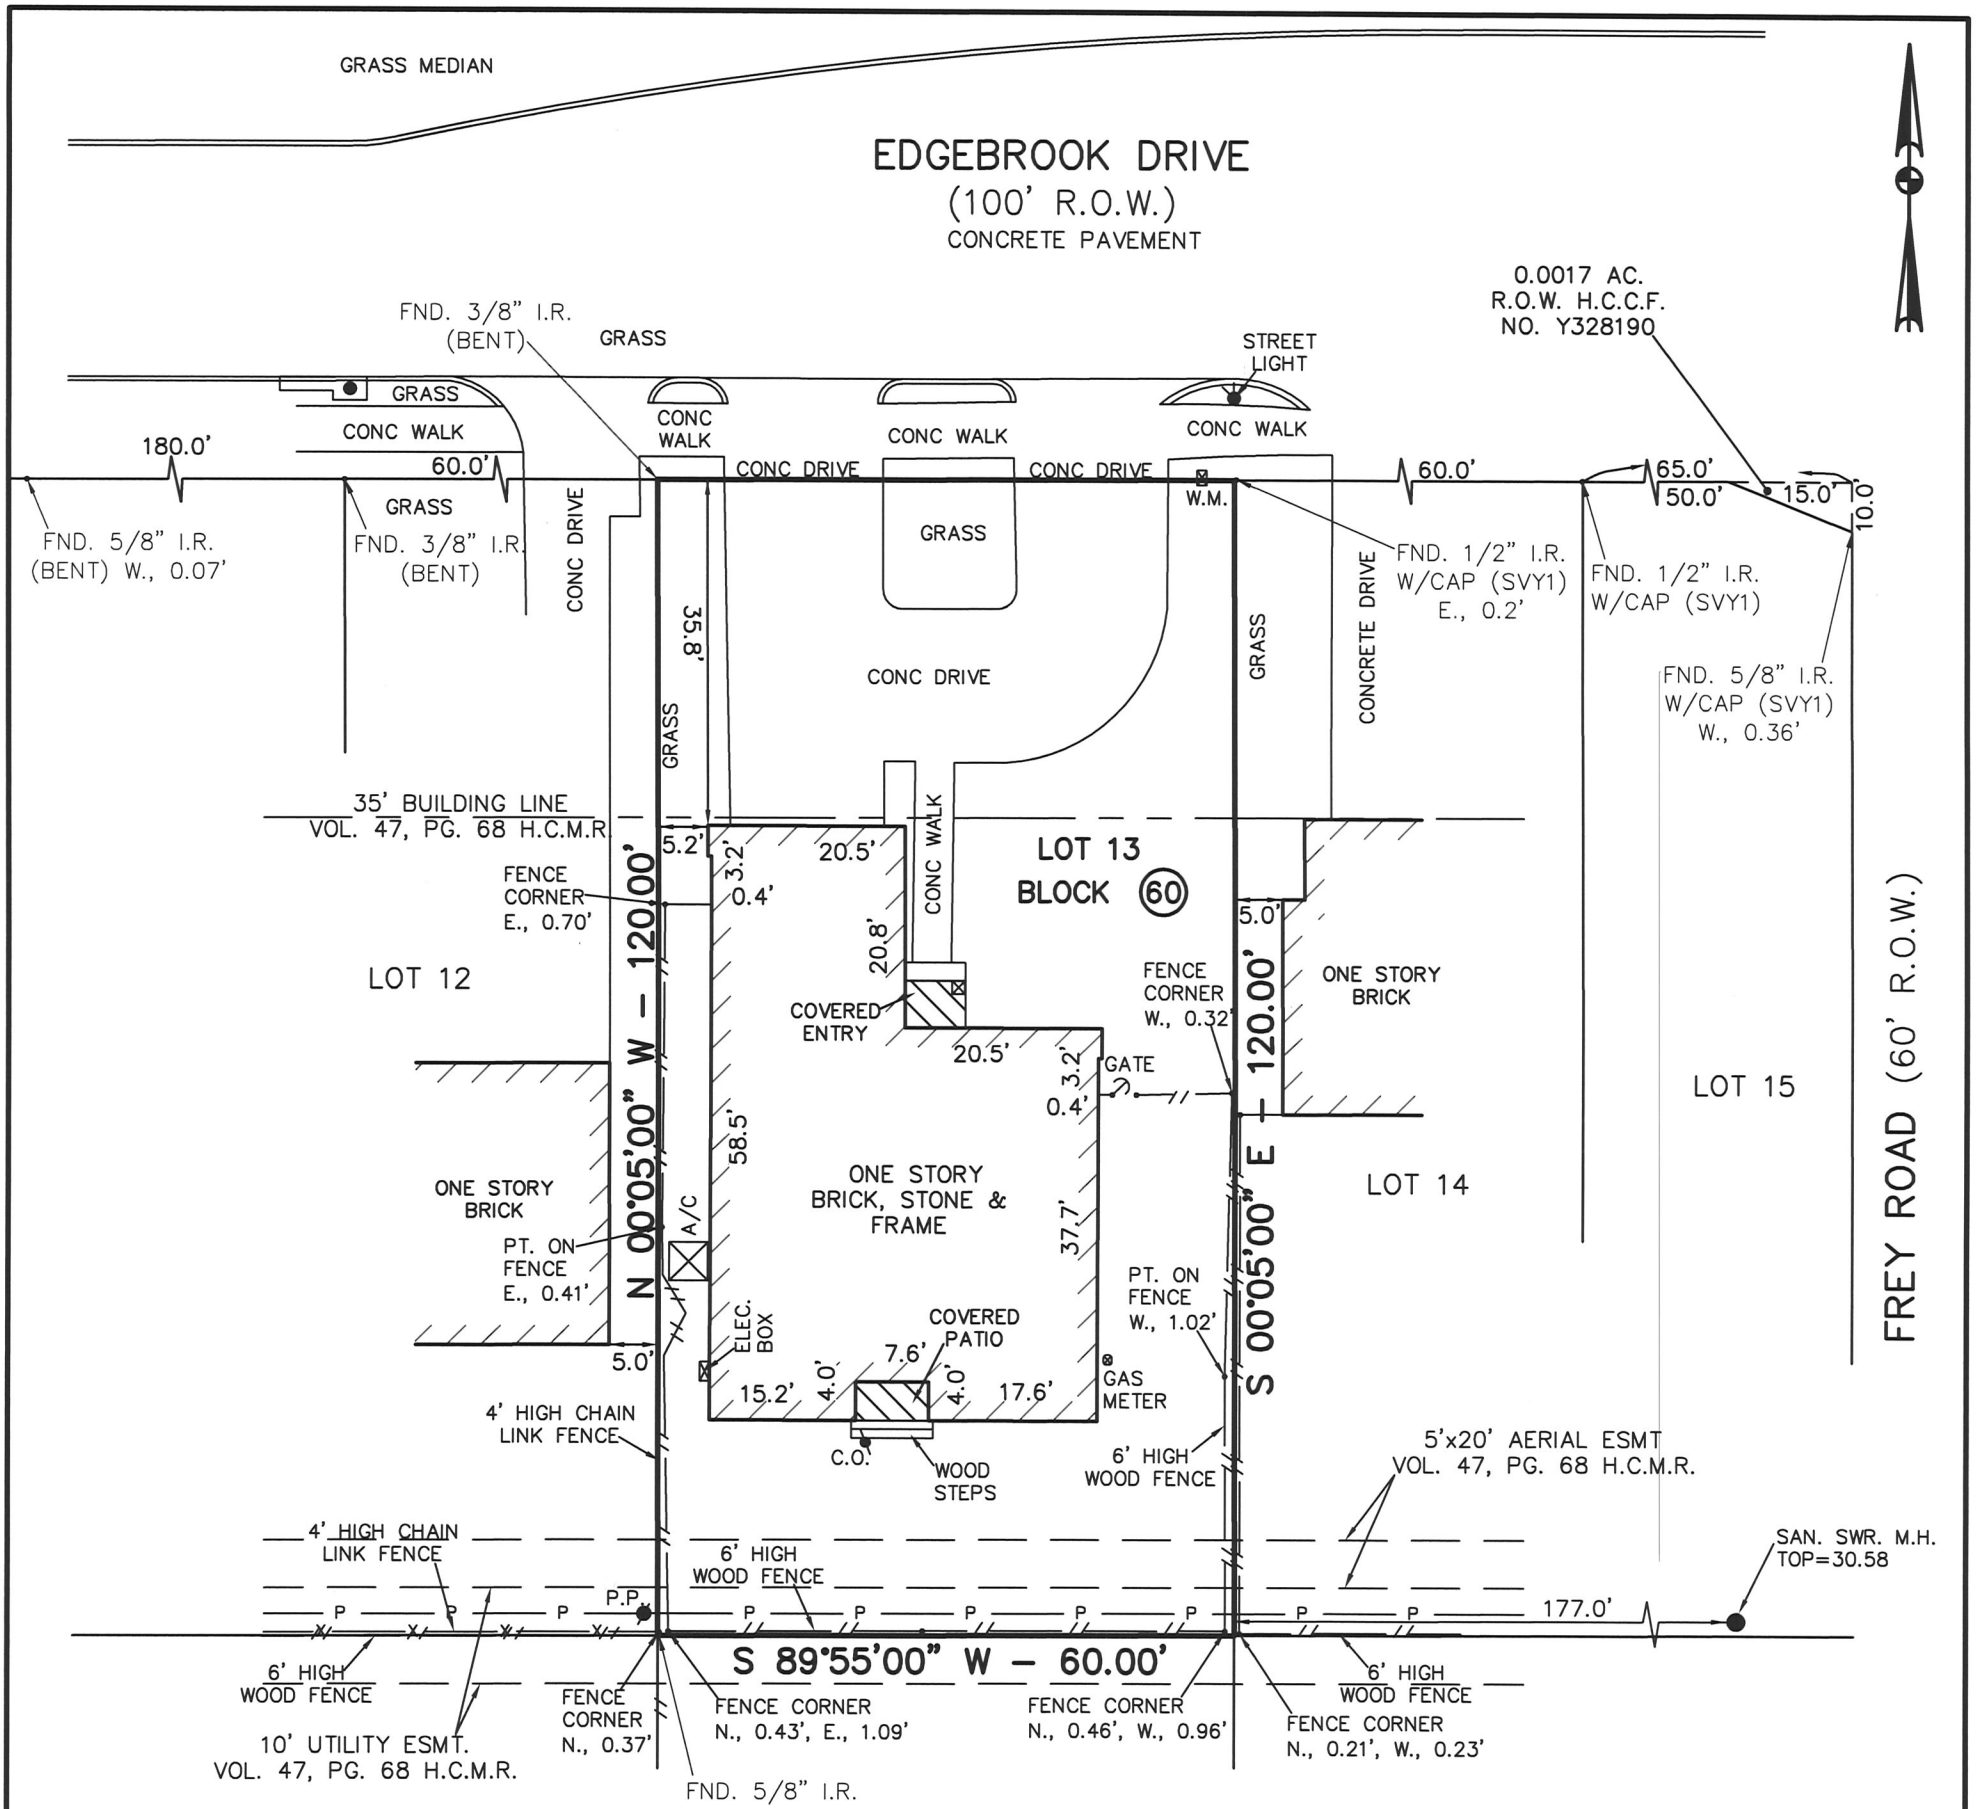 GRASS MEDIAN
EDGEBROOK DRIVE
(100' R.O.W.)
CONCRETE PAVEMENT
0.0017 AC.
R.O.W. H.C.C.F.
NO. Y328190
FND. 3/8" I.R.
(BENT)
GRASS
STREET
LIGHT
GRASS
CONC WALK
CONC
WALK
CONC WALK
CONC WALK
180.0'
60.0'
CONC DRIVE
CONC DRIVE
W.M.
60.0'
65.0'
50.0'
15.0'
10.0'
GRASS
FND. 5/8" I.R.
(BENT) W., 0.07'
FND. 3/8" I.R.
(BENT)
CONC DRIVE
GRASS
FND. 1/2" I.R.
W/CAP (SVY1)
E., 0.2'
FND. 1/2" I.R.
W/CAP (SVY1)
FND. 5/8" I.R.
W/CAP (SVY1)
W., 0.36'
35.8'
GRASS
CONC DRIVE
GRASS
CONCRETE DRIVE
35' BUILDING LINE
VOL. 47, PG. 68 H.C.M.R.
5.2'
3.2'
0.4'
20.5'
CONC WALK
LOT 13
BLOCK 60
FENCE
CORNER
E., 0.70'
N 00°05'00" W - 120.00'
20.8'
5.0'
LOT 12
COVERED
ENTRY
FENCE
CORNER
W., 0.32'
ONE STORY
BRICK
20.5'
3.2'
0.4'
GATE
S 00°05'00" E - 120.00'
LOT 15
FREY ROAD (60' R.O.W.)
58.5'
ONE STORY
BRICK, STONE &
FRAME
37.7'
LOT 14
ONE STORY
BRICK
A/C
PT. ON
FENCE
E., 0.41'
PT. ON
FENCE
W., 1.02'
5.0'
ELEC.
BOX
COVERED
PATIO
7.6'
15.2'
4.0'
4.0'
17.6'
GAS
METER
4' HIGH CHAIN
LINK FENCE
C.O.
WOOD
STEPS
6' HIGH
WOOD FENCE
5'x20' AERIAL ESMT
VOL. 47, PG. 68 H.C.M.R.
4' HIGH CHAIN
LINK FENCE
6' HIGH
WOOD FENCE
SAN. SWR. M.H.
TOP=30.58
P.P.
P P P P P P P P P P
177.0'
S 89°55'00" W - 60.00'
6' HIGH
WOOD FENCE
6' HIGH
WOOD FENCE
FENCE
CORNER
N., 0.37'
FENCE CORNER
N., 0.43', E., 1.09'
FENCE CORNER
N., 0.46', W., 0.96'
FENCE CORNER
N., 0.21', W., 0.23'
10' UTILITY ESMT.
VOL. 47, PG. 68 H.C.M.R.
FND. 5/8" I.R.